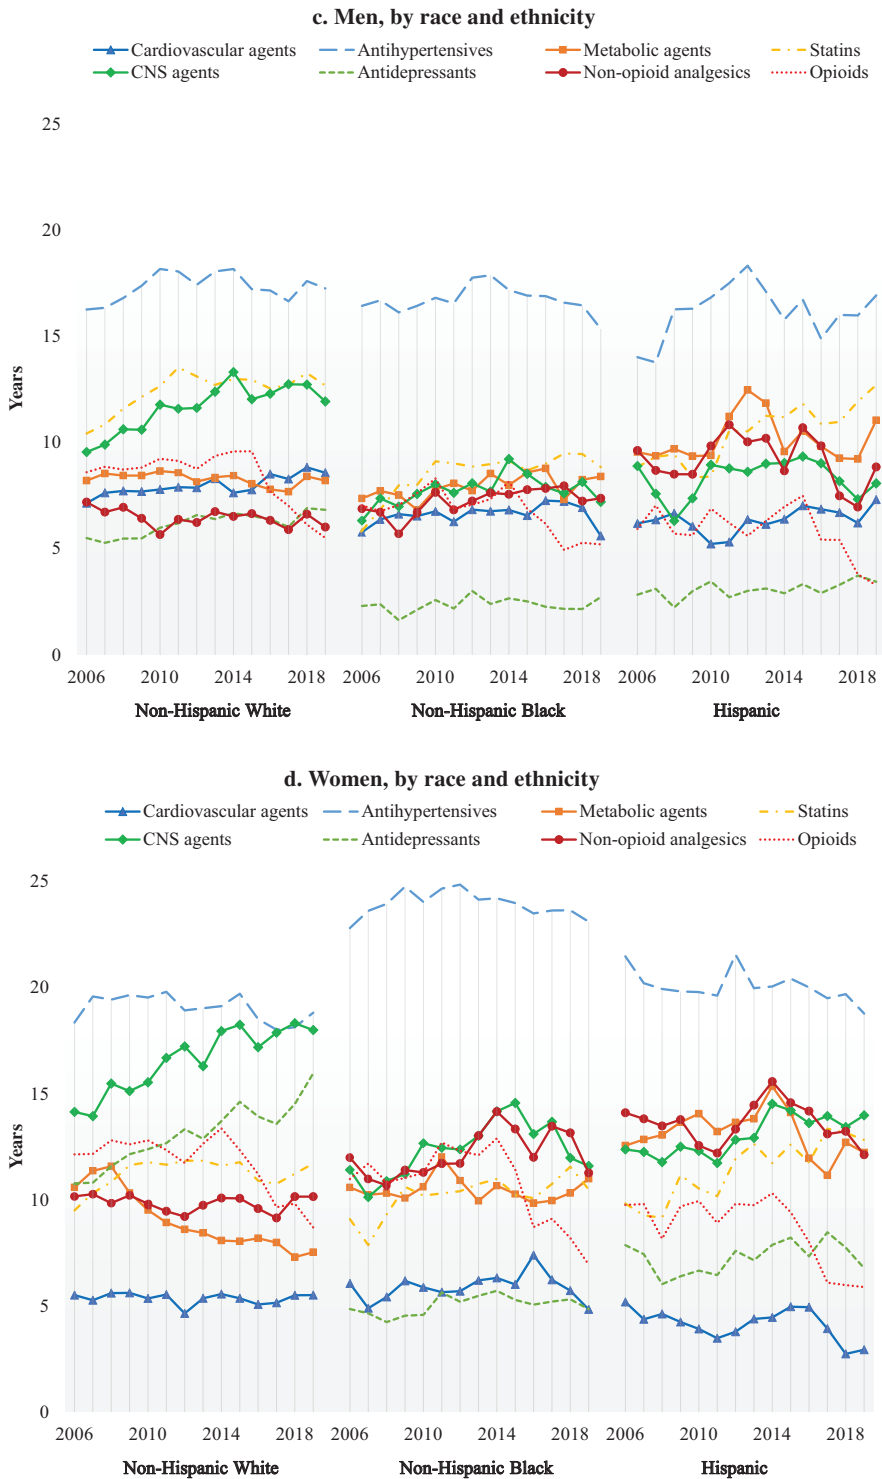 c. Men, by race and ethnicity
Cardiovascular agents Antihypertensives Metabolic agents Statins
CNS agents Antidepressants Non-opioid analgesics Opioids
25
20
15
10
5
0
Years
2006 2010 2014 2018 2006 2010 2014 2018 2006 2010 2014 2018
Non-Hispanic White Non-Hispanic Black Hispanic
d. Women, by race and ethnicity
Cardiovascular agents Antihypertensives Metabolic agents Statins
CNS agents Antidepressants Non-opioid analgesics Opioids
25
20
15
10
5
0
Years
2006 2010 2014 2018 2006 2010 2014 2018 2006 2010 2014 2018
Non-Hispanic White Non-Hispanic Black Hispanic